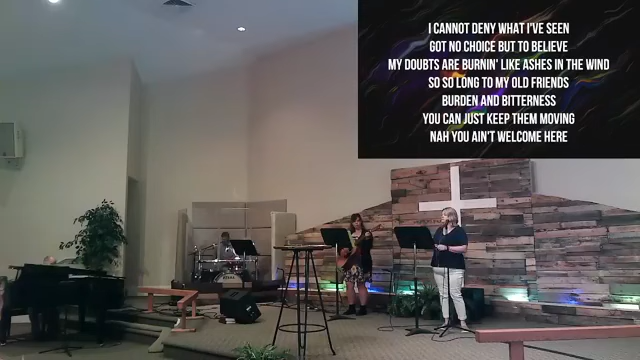 I CANNOT DENY WHAT I'VE SEEN
GOT NO CHOICE BUT TO BELIEVE
MY DOUBTS ARE BURNIN' LIKE ASHES IN THE WIND
SO SO LONG TO MY OLD FRIENDS
BURDEN AND BITTERNESS
YOU CAN JUST KEEP THEM MOVING
NAH YOU AIN'T WELCOME HERE